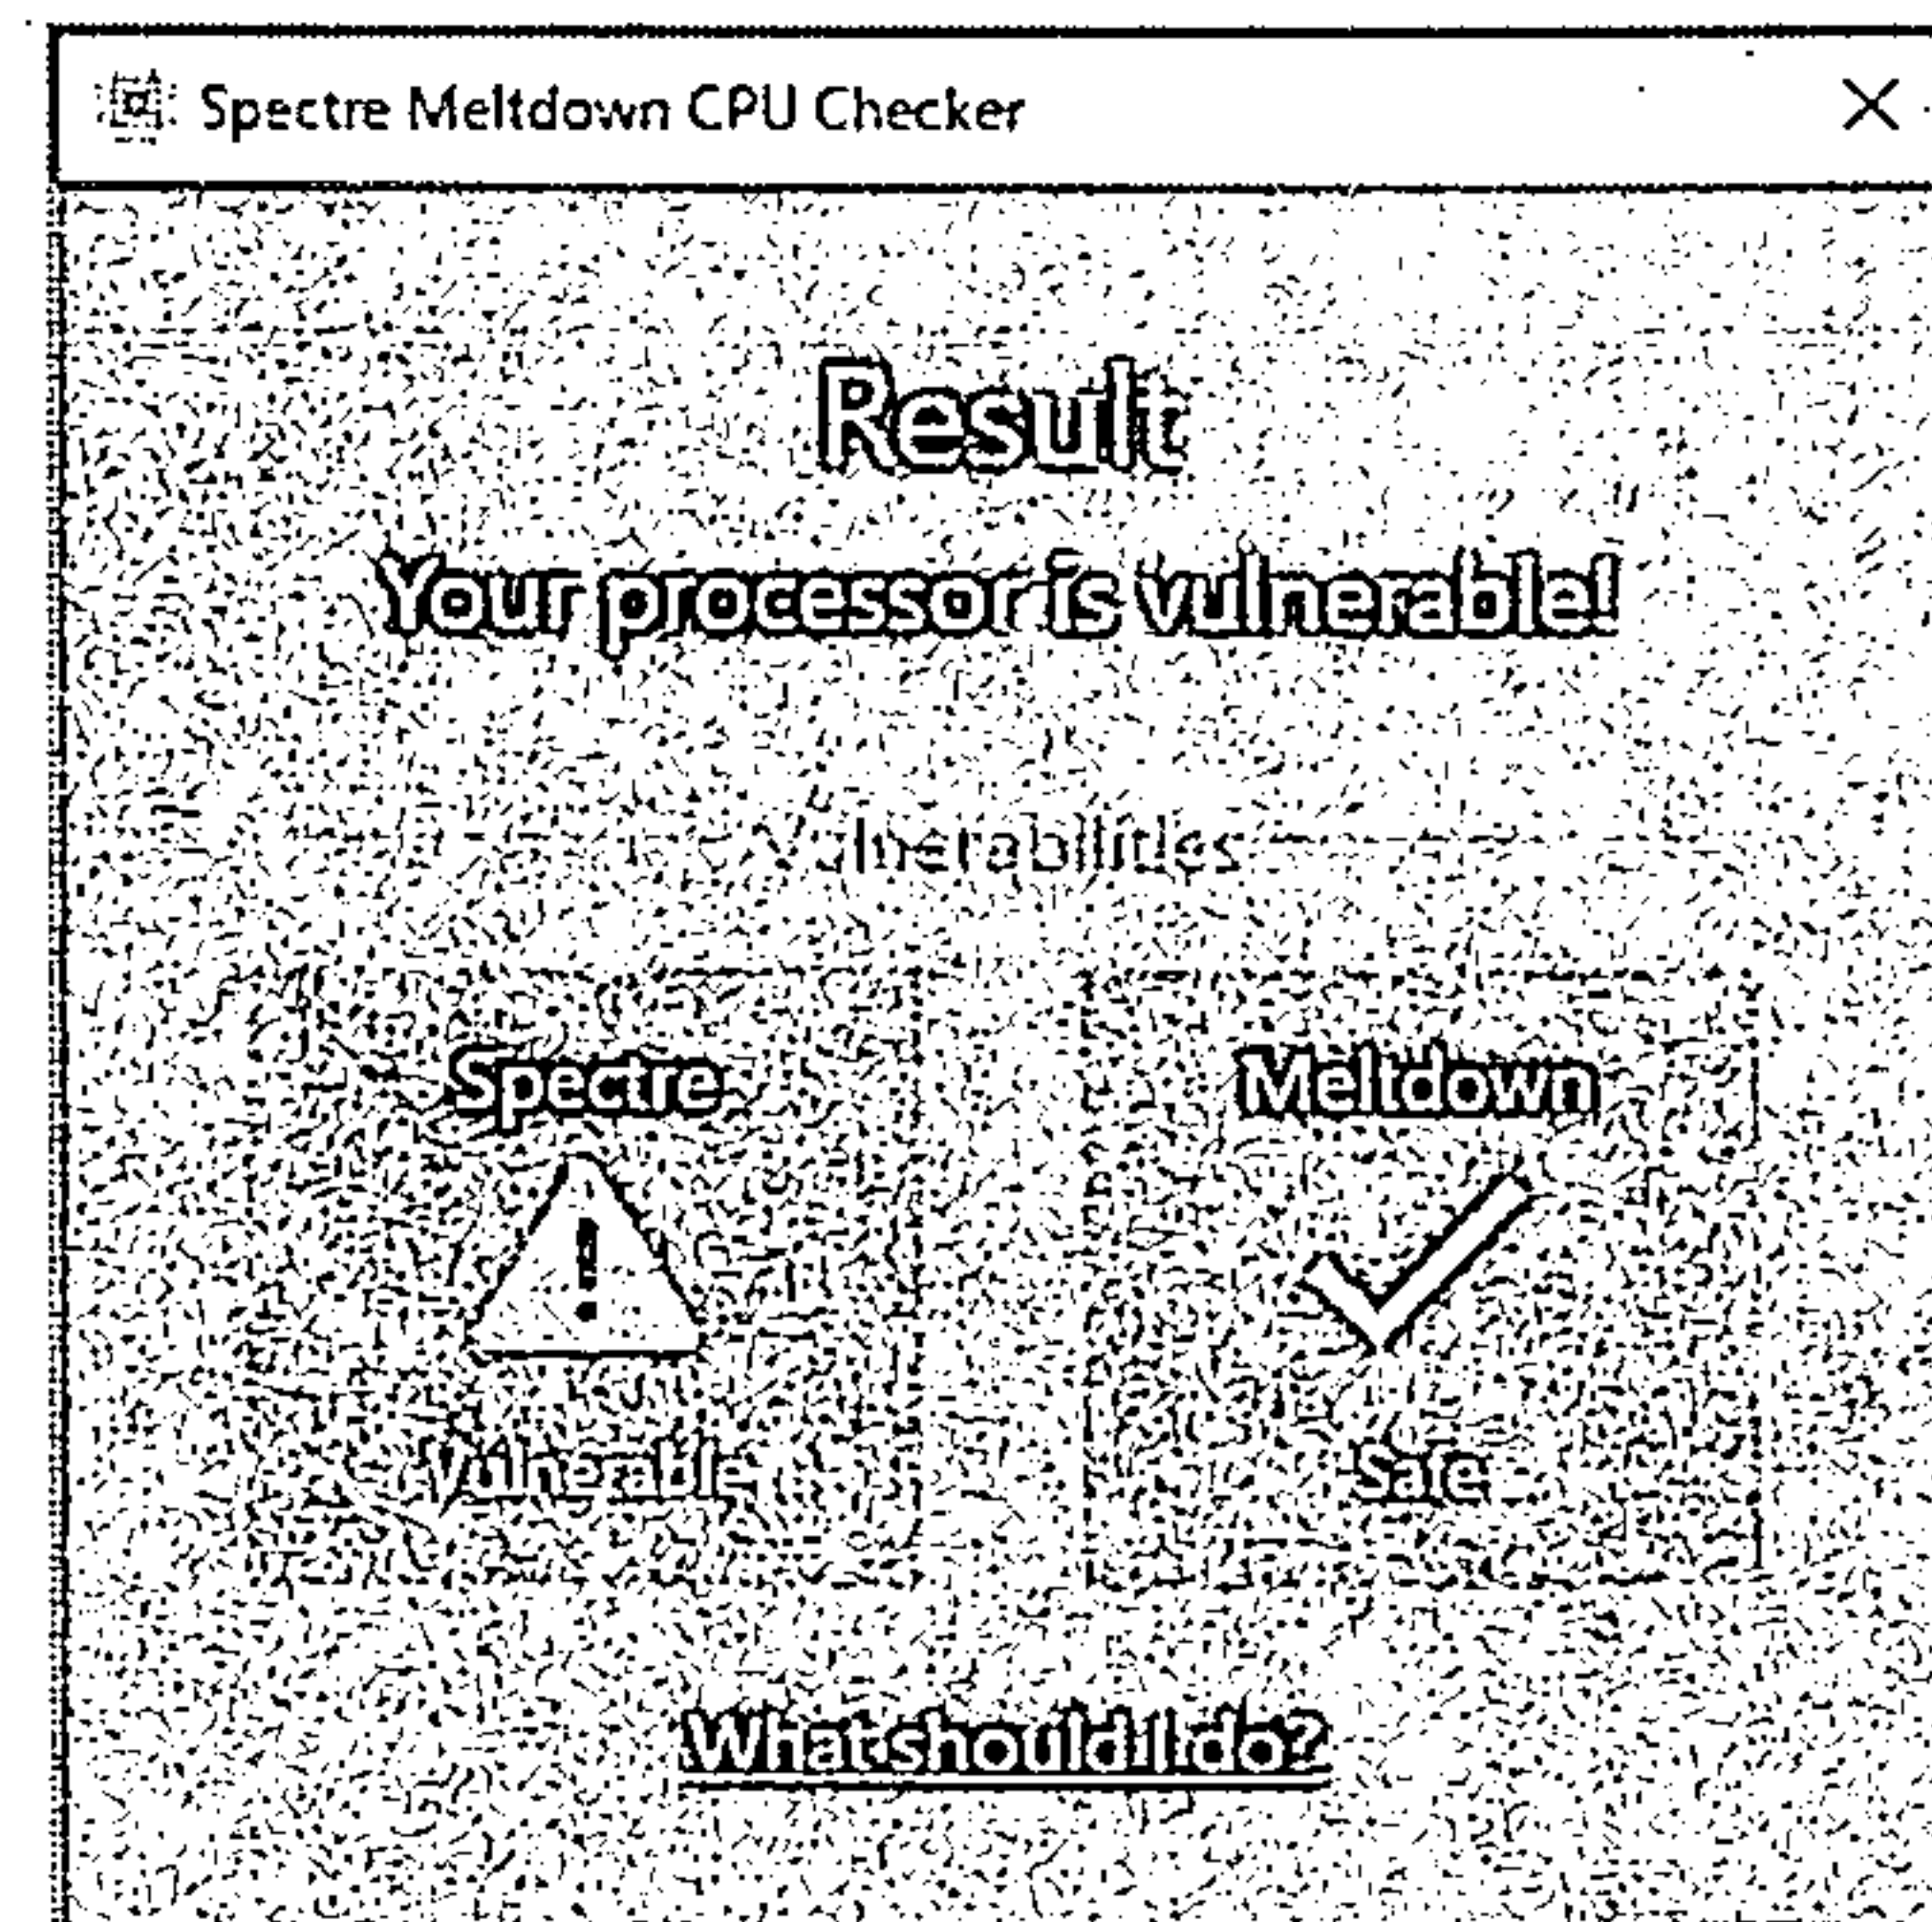 Spectre Meltdown CPU Checker
Result
Your processor is vulnerable!
Vulnerabilities
Spectre Meltdown
Vulnerable Safe
What should I do?